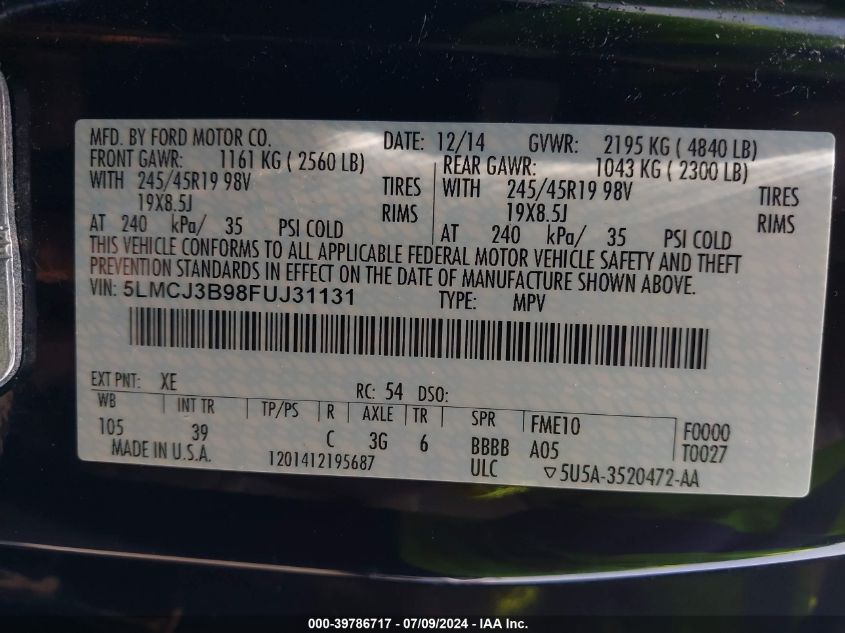 MFD. BY FORD MOTOR CO. DATE: 12/14 GVWR: 2195 KG ( 4840 LB)
FRONT GAWR: 1161 KG ( 2560 LB) REAR GAWR: 1043 KG ( 2300 LB)
WITH 245/45R19 98V TIRES WITH 245/45R19 98V TIRES
19X8.5J RIMS 19X8.5J RIMS
AT 240 kPa/ 35 PSI COLD AT 240 kPa/ 35 PSI COLD
THIS VEHICLE CONFORMS TO ALL APPLICABLE FEDERAL MOTOR VEHICLE SAFETY AND THEFT
PREVENTION STANDARDS IN EFFECT ON THE DATE OF MANUFACTURE SHOWN ABOVE.
VIN: 5LMCJ3B98FUJ31131 TYPE: MPV
EXT PNT: XE RC: 54 DSO:
WB INT TR TP/PS R AXLE TR SPR FME10 F0000
105 39 C 3G 6 BBBB A05 T0027
MADE IN U.S.A. 1201412195687 ULC ▽5U5A-3520472-AA
000-39786717 - 07/09/2024 - IAA Inc.